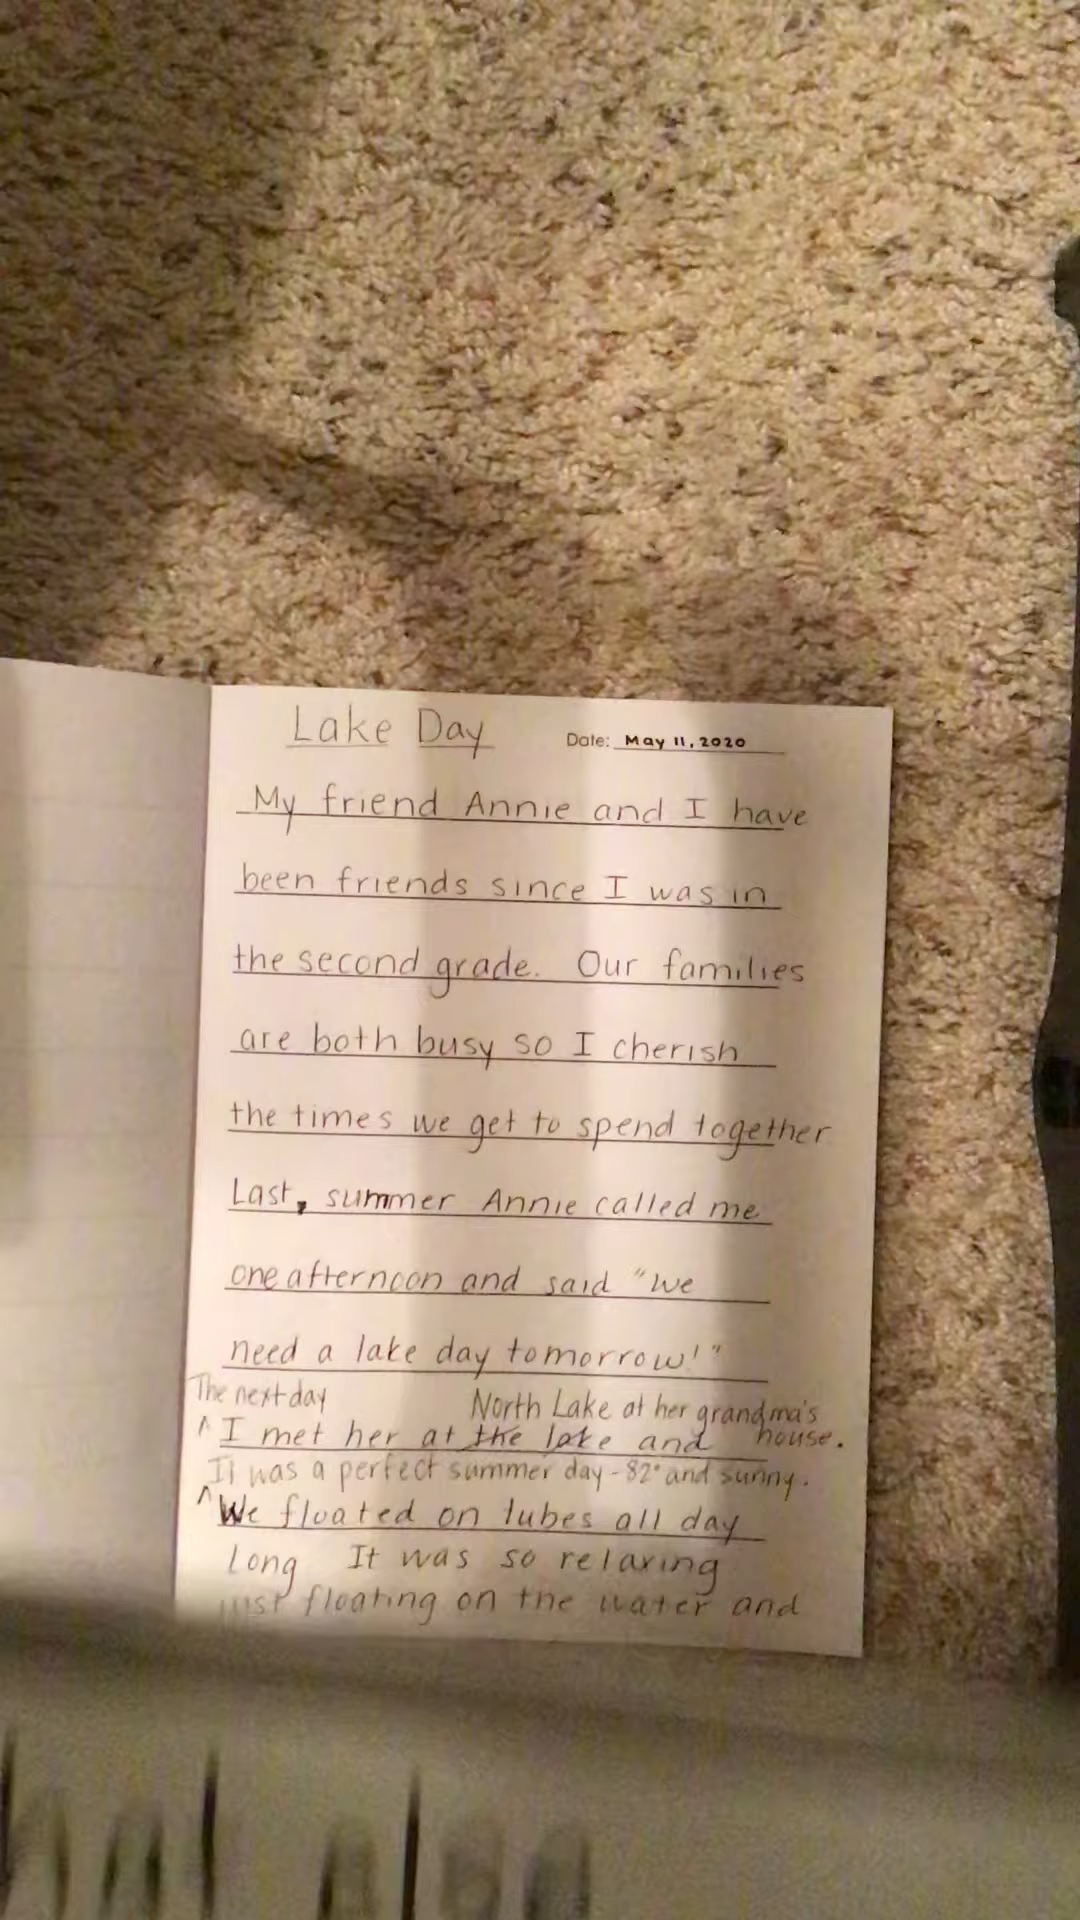 Lake Day
Date: May 11, 2020
My friend Annie and I have
been friends since I was in
the second grade. Our families
are both busy so I cherish
the times we get to spend together
Last, summer Annie called me
one afternoon and said "we
need a lake day tomorrow!"
The next day North Lake at her grandma's
^ I met her at the lake and house.
It was a perfect summer day - 82° and sunny.
^ We floated on tubes all day
Long It was so relaxing
just floating on the water and